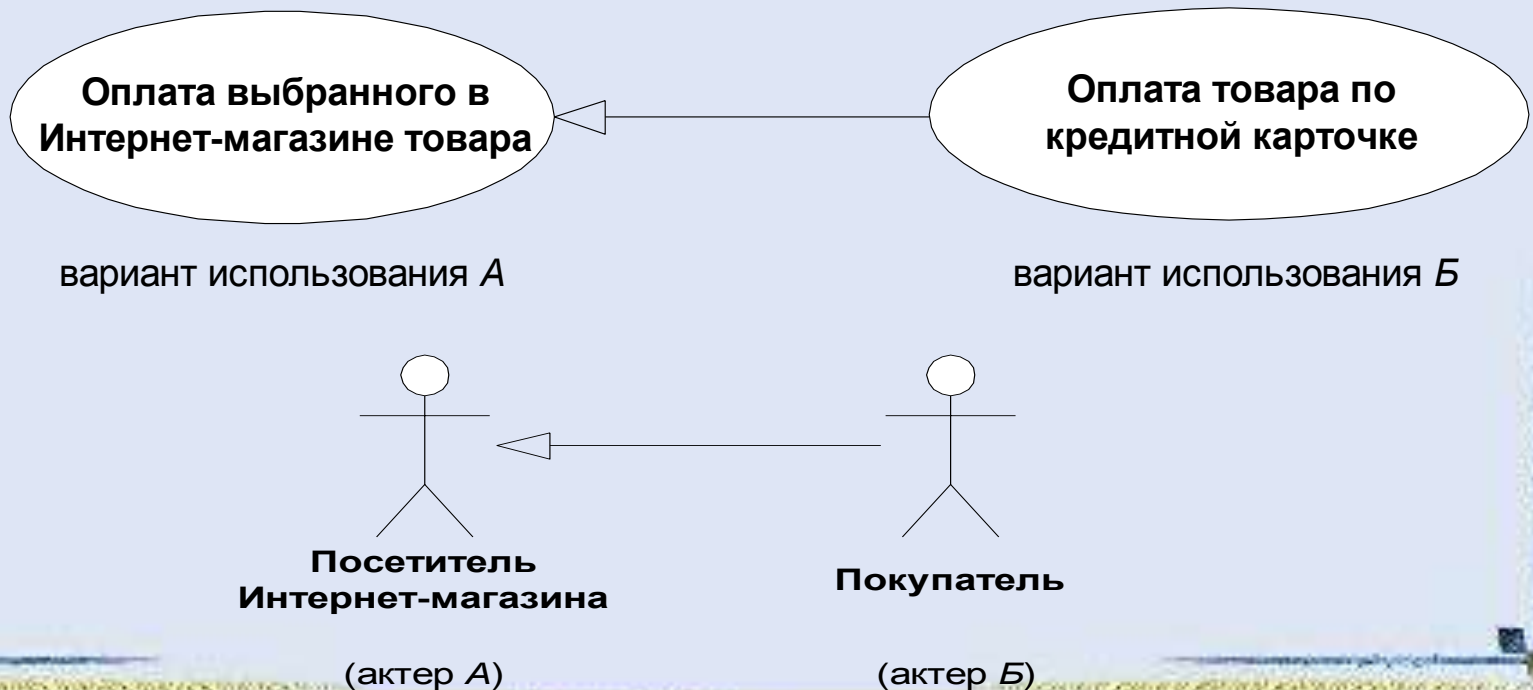 Оплата выбранного в
Интернет-магазине товара
Оплата товара по
кредитной карточке
вариант использования А
вариант использования Б
Посетитель
Интернет-магазина
Покупатель
(актер А)
(актер Б)